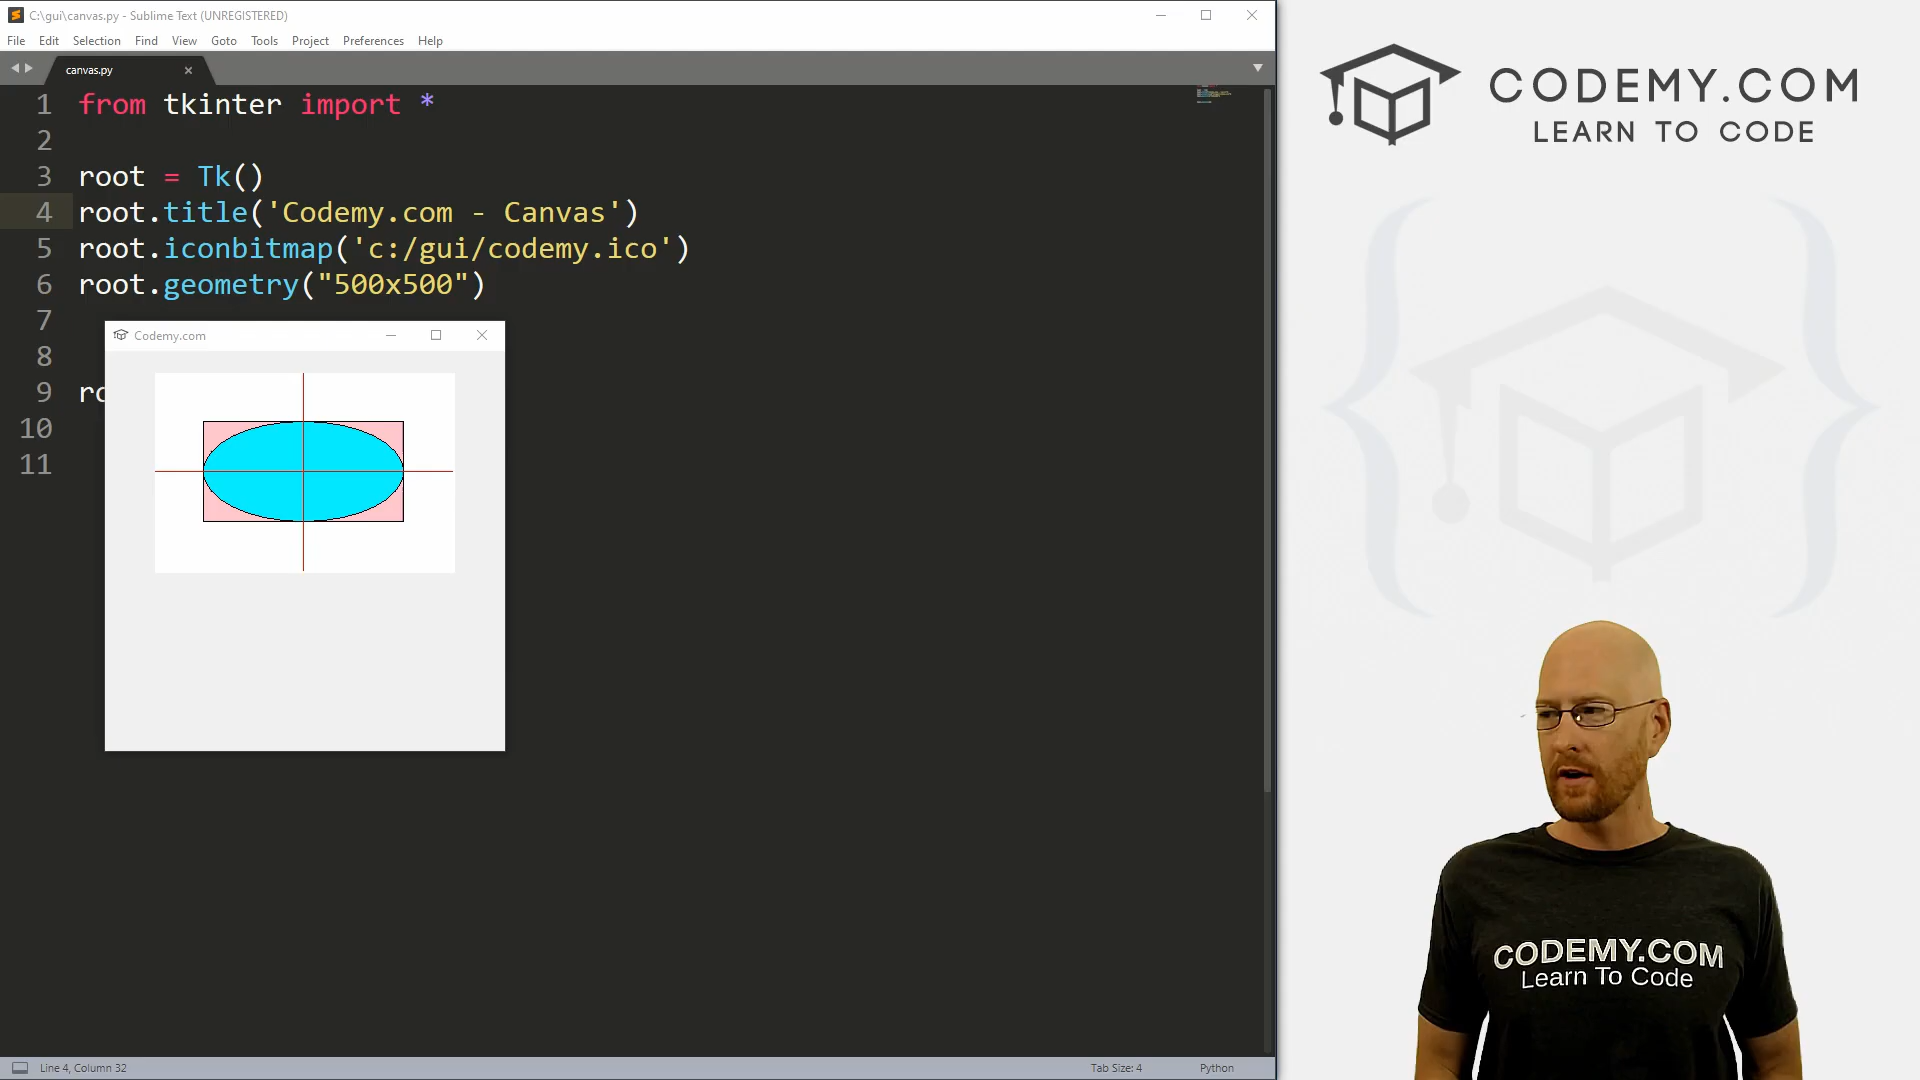 C:\gui\canvas.py - Sublime Text (UNREGISTERED)
File Edit Selection Find View Goto Tools Project Preferences Help
canvas.py
1 from tkinter import *
2
3 root = Tk()
4 root.title('Codemy.com - Canvas')
5 root.iconbitmap('c:/gui/codemy.ico')
6 root.geometry("500x500")
7
8
9 ro
10
11
Codemy.com
Line 4, Column 32
Tab Size: 4
Python
CODEMY.COM
LEARN TO CODE
CODEMY.COM
Learn To Code